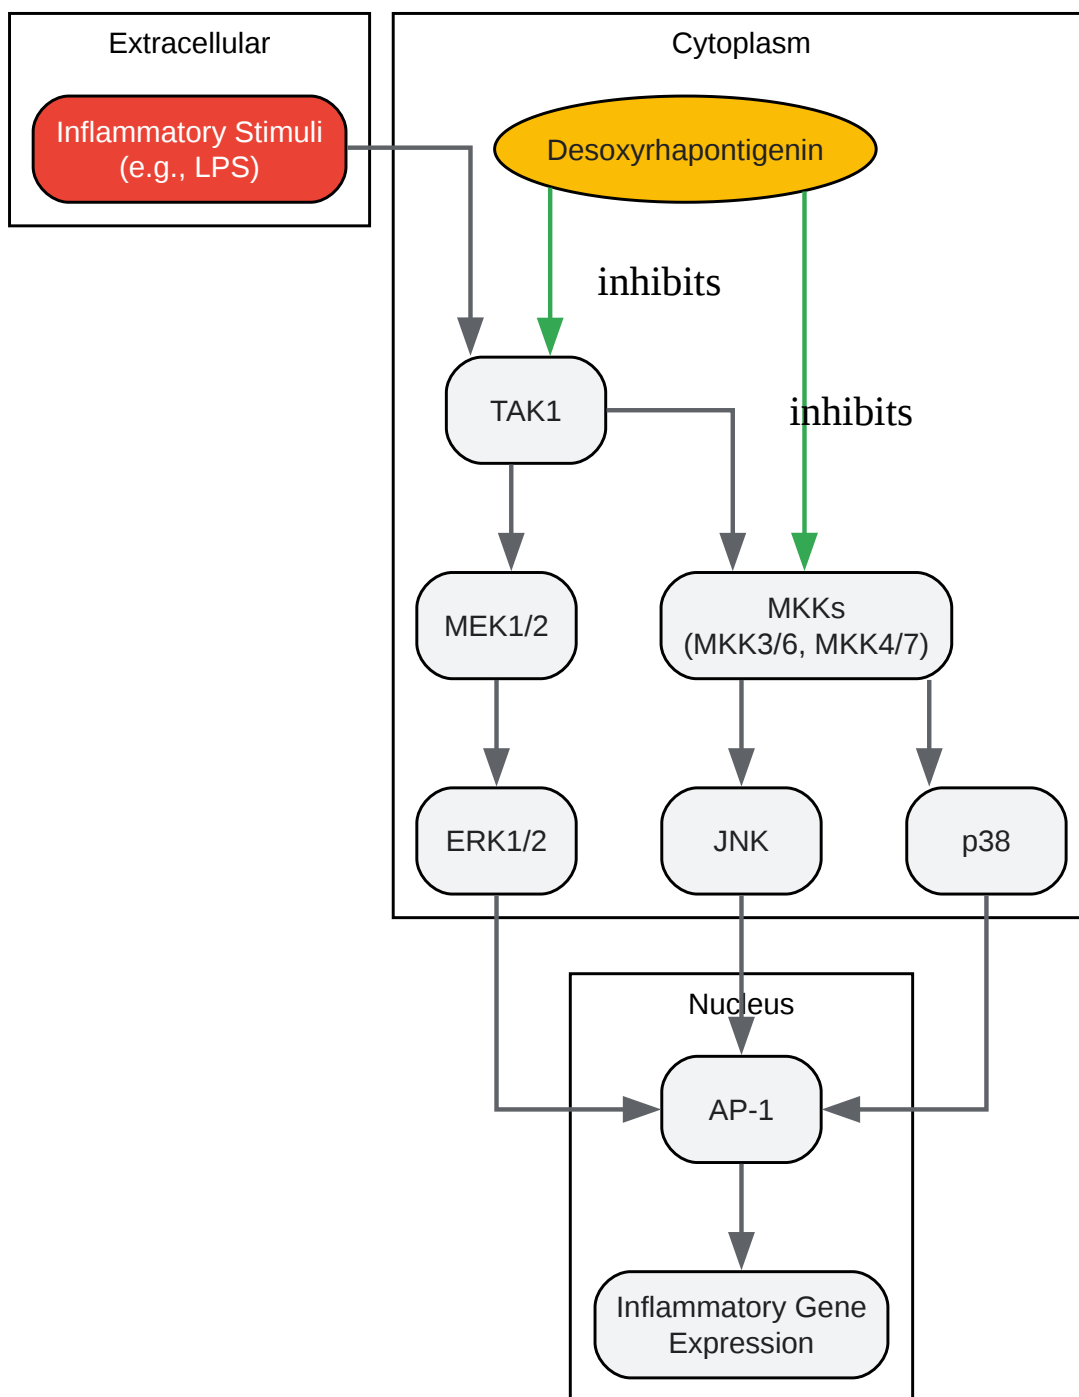 Extracellular
Cytoplasm
Inflammatory Stimuli
(e.g., LPS)
Desoxyrhapontigenin
inhibits
TAK1
inhibits
MEK1/2
MKKs
(MKK3/6, MKK4/7)
ERK1/2
JNK
p38
Nucleus
AP-1
Inflammatory Gene
Expression